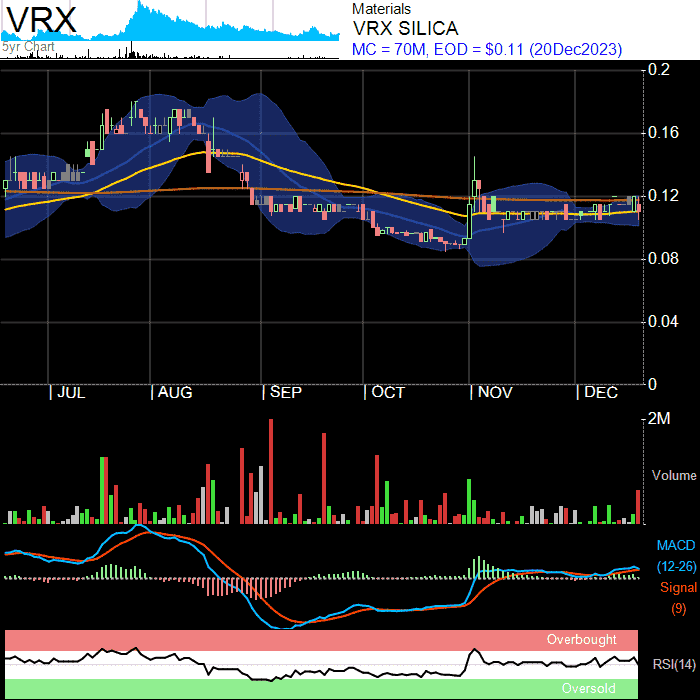 VRX
5yr Chart
Materials
VRX SILICA
MC = 70M, EOD = $0.11 (20Dec2023)
0.2
0.16
0.12
0.08
0.04
0
| JUL | AUG | SEP | OCT | NOV | DEC
2M
Volume
MACD
(12-26)
Signal
(9)
Overbought
RSI(14)
Oversold